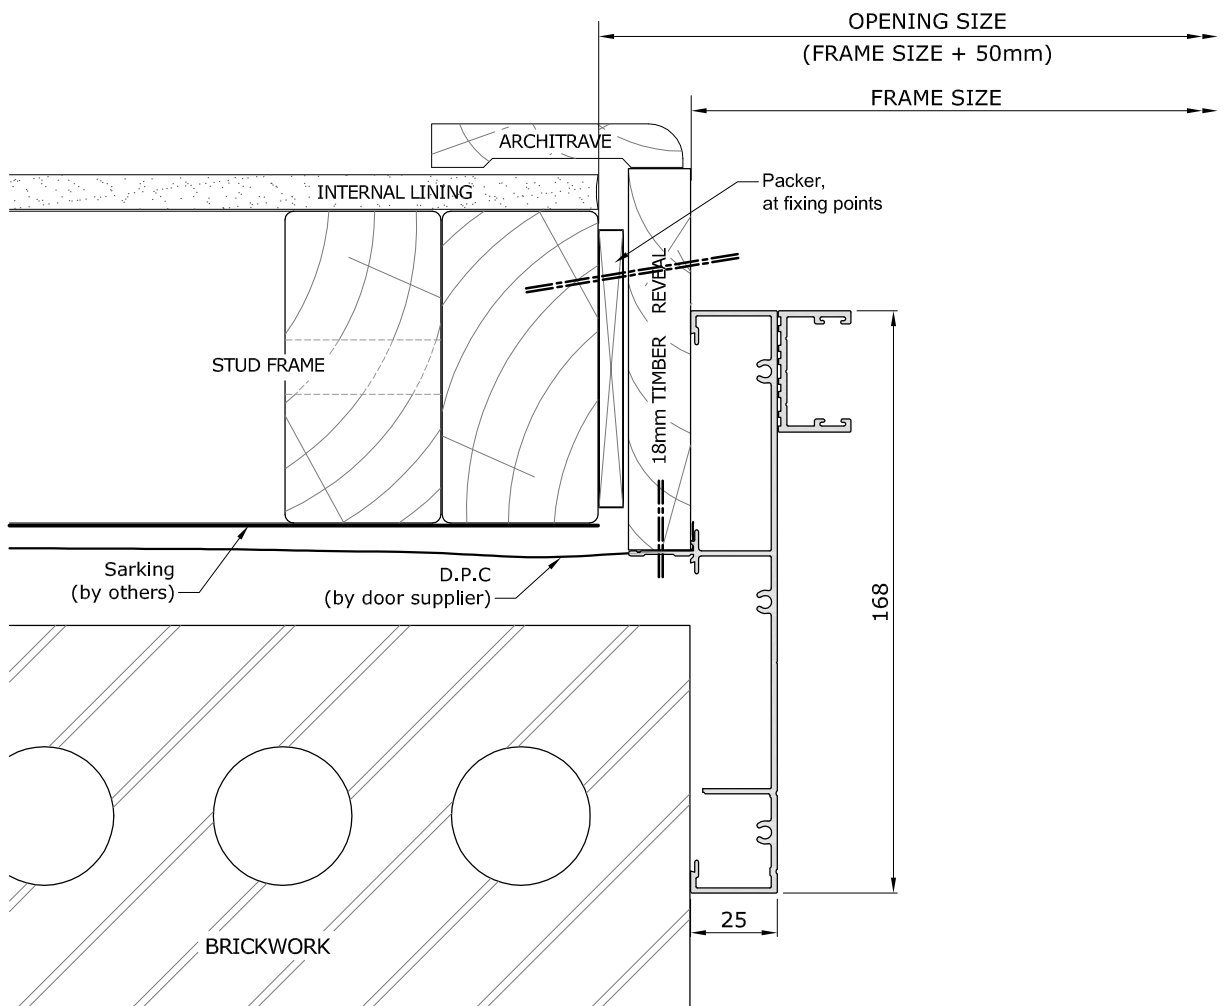 OPENING SIZE
(FRAME SIZE + 50mm)
FRAME SIZE
ARCHITRAVE
INTERNAL LINING
Packer,
at fixing points
18mm TIMBER REVEAL
STUD FRAME
Sarking
(by others)
D.P.C
(by door supplier)
168
25
BRICKWORK